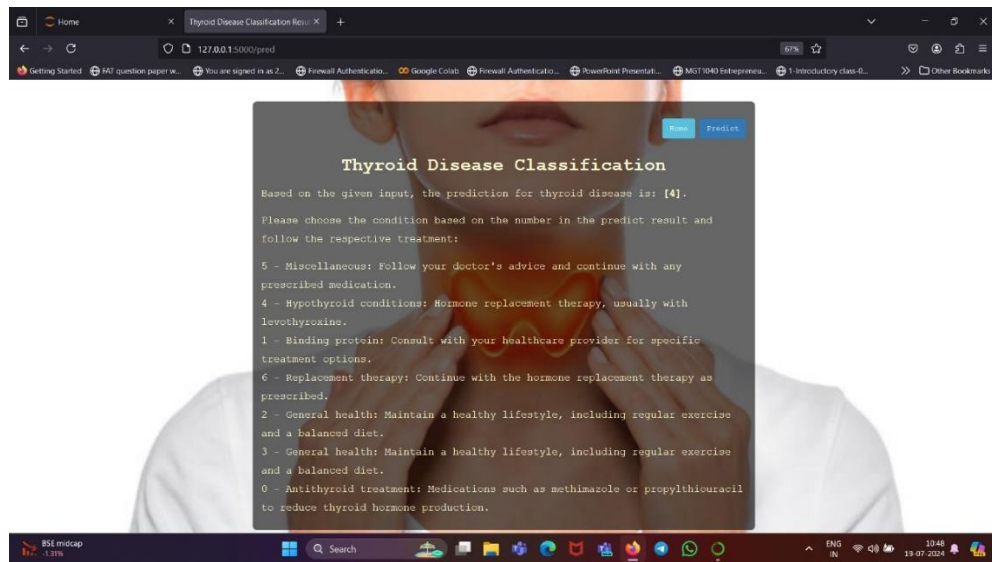 Home
Thyroid Disease Classification Resul
127.0.0.1:5000/pred
67%
Getting Started
FAT question paper w...
You are signed in as 2...
Firewall Authenticatio...
Google Colab
Firewall Authenticatio...
PowerPoint Presentati...
MGT1040 Entrepreneu...
1-Introductory class-0...
Other Bookmarks
Home Predict
Thyroid Disease Classification
Based on the given input, the prediction for thyroid disease is: [4].
Please choose the condition based on the number in the predict result and
follow the respective treatment:
5 - Miscellaneous: Follow your doctor's advice and continue with any
prescribed medication.
4 - Hypothyroid conditions: Hormone replacement therapy, usually with
levothyroxine.
1 - Binding protein: Consult with your healthcare provider for specific
treatment options.
6 - Replacement therapy: Continue with the hormone replacement therapy as
prescribed.
2 - General health: Maintain a healthy lifestyle, including regular exercise
and a balanced diet.
3 - General health: Maintain a healthy lifestyle, including regular exercise
and a balanced diet.
0 - Antithyroid treatment: Medications such as methimazole or propylthiouracil
to reduce thyroid hormone production.
BSE midcap
-1.31%
Search
ENG
IN
10:48
19-07-2024